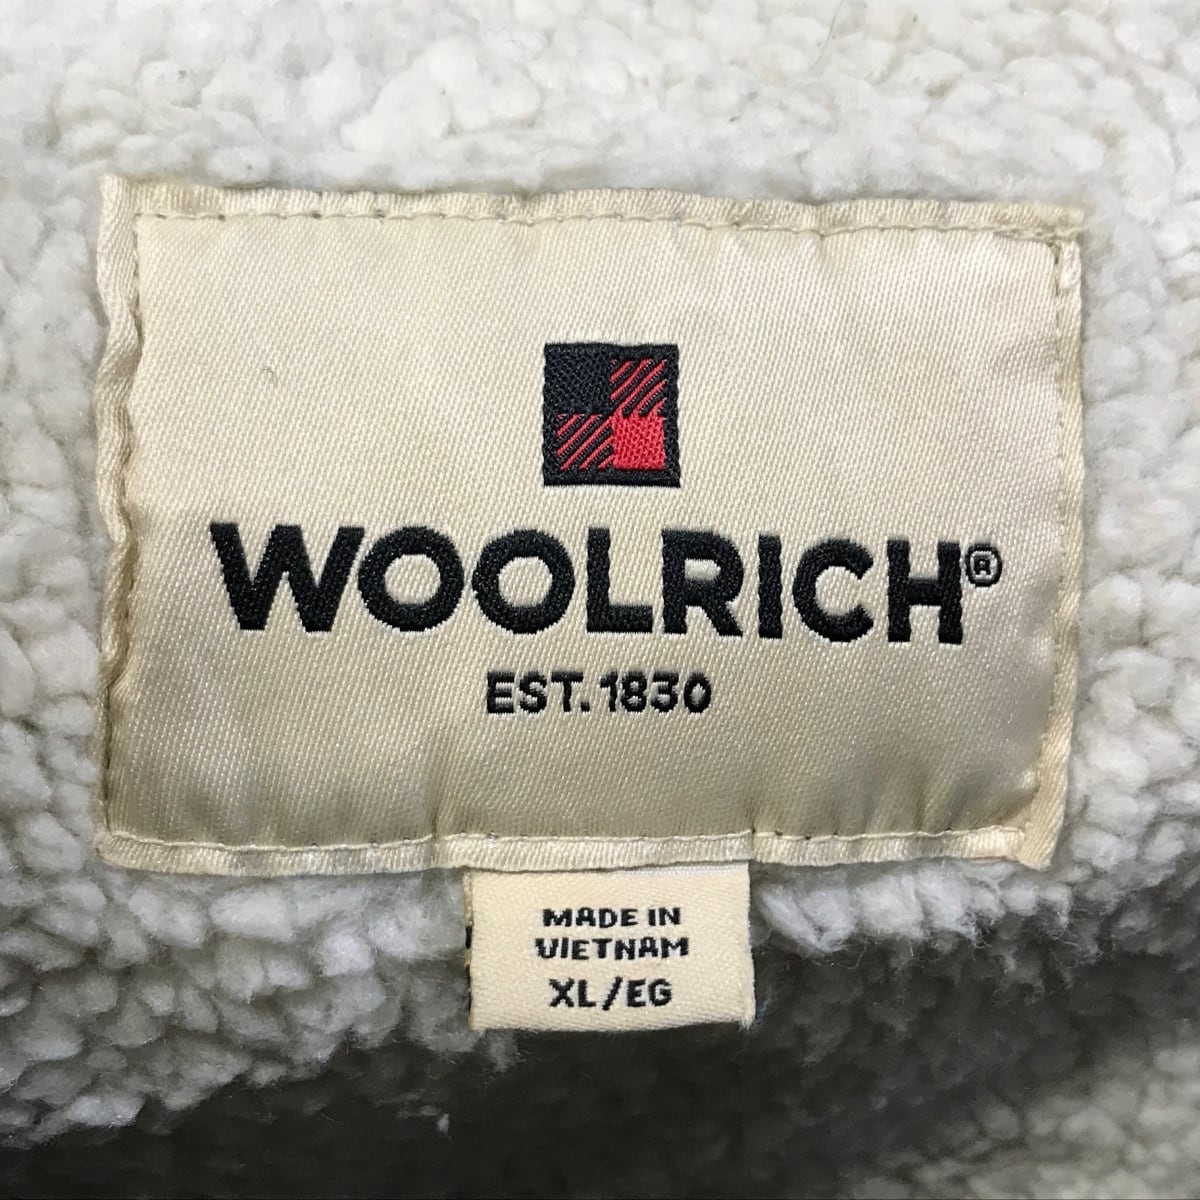 WOOLRICH®
EST. 1830
MADE IN
VIETNAM
XL/EG